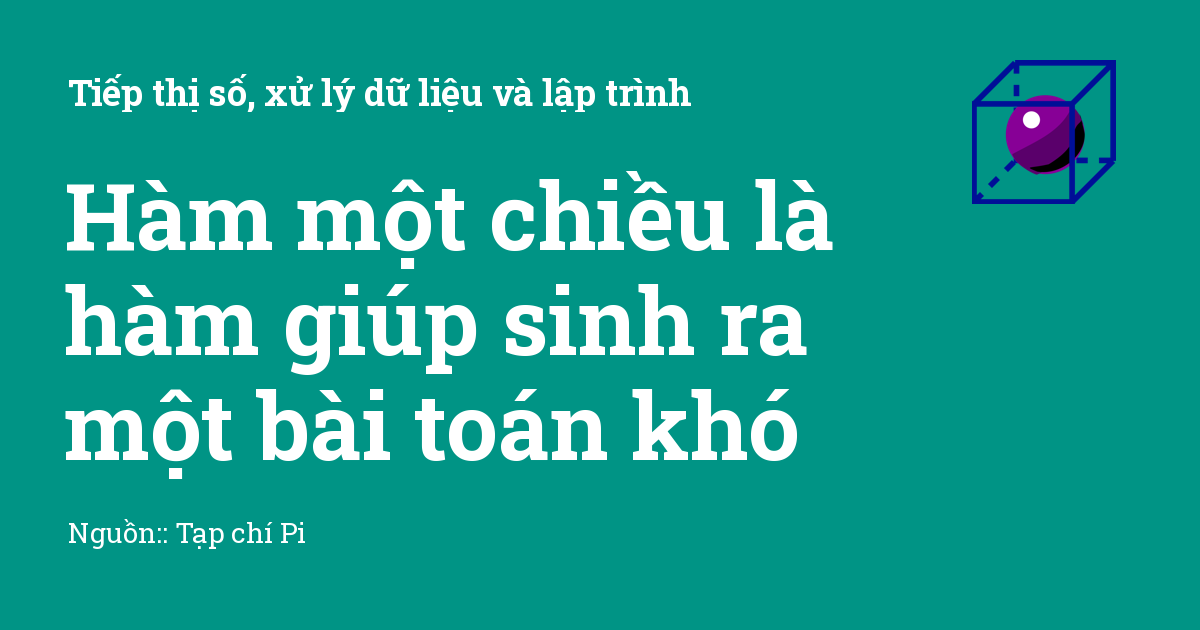 Tiếp thị số, xử lý dữ liệu và lập trình
Hàm một chiều là
hàm giúp sinh ra
một bài toán khó
Nguồn:: Tạp chí Pi